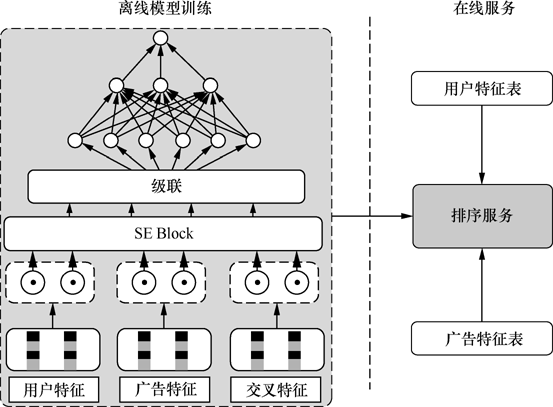 离线模型训练
在线服务
级联
SE Block
用户特征
广告特征
交叉特征
用户特征表
排序服务
广告特征表